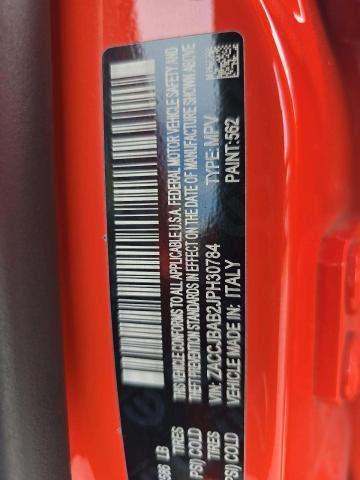 586 LB
TIRES
PSI) COLD
TIRES
PSI) COLD
THIS VEHICLE CONFORMS TO ALL APPLICABLE U.S.A. FEDERAL MOTOR VEHICLE SAFETY AND
THEFT PREVENTION STANDARDS IN EFFECT ON THE DATE OF MANUFACTURE SHOWN ABOVE
VIN: ZACCJBAB2JPH30784 TYPE: MPV
VEHICLE MADE IN: ITALY PAINT:562